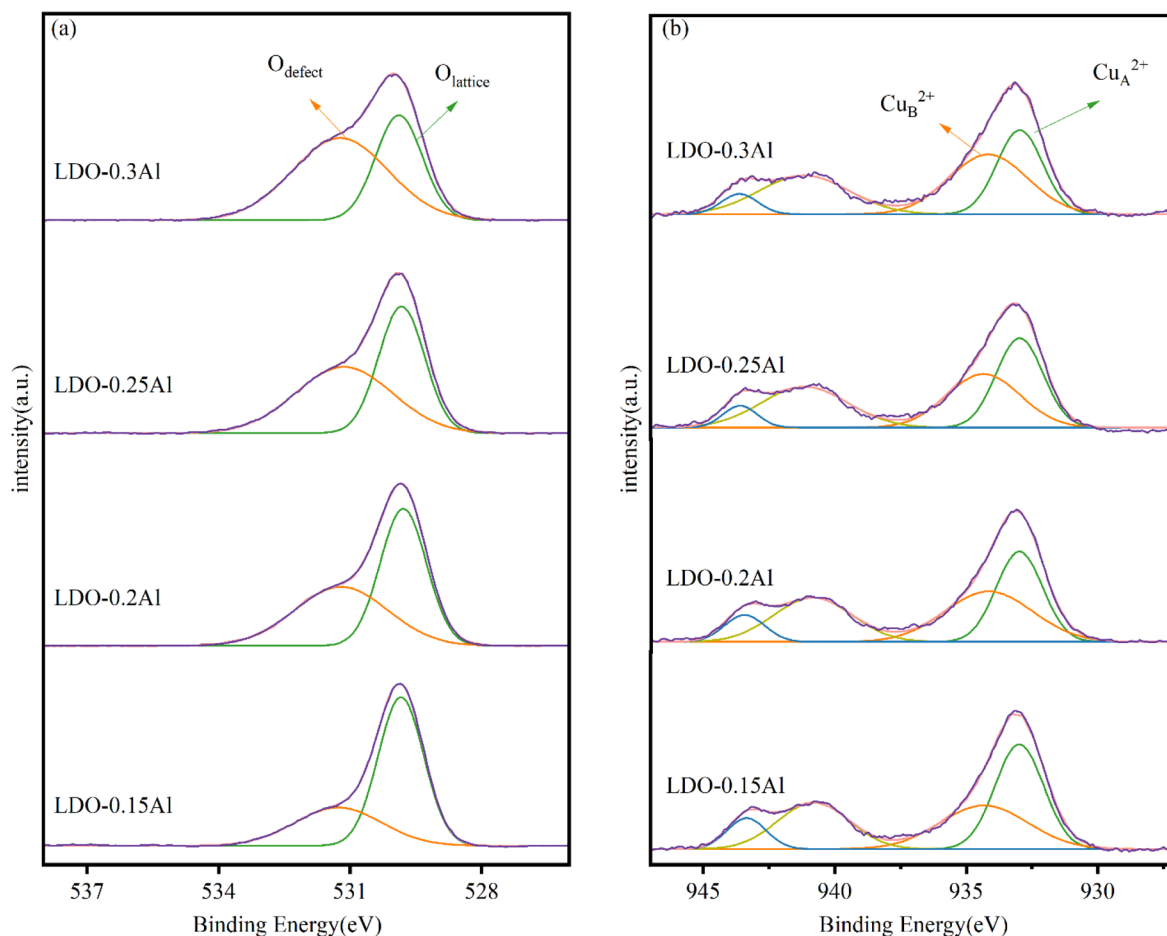 (a)
O_defect
O_lattice
LDO-0.3Al
LDO-0.25Al
LDO-0.2Al
LDO-0.15Al
intensity(a.u.)
537 534 531 528
Binding Energy(eV)
(b)
Cu_B^2+
Cu_A^2+
LDO-0.3Al
LDO-0.25Al
LDO-0.2Al
LDO-0.15Al
intensity(a.u.)
945 940 935 930
Binding Energy(eV)